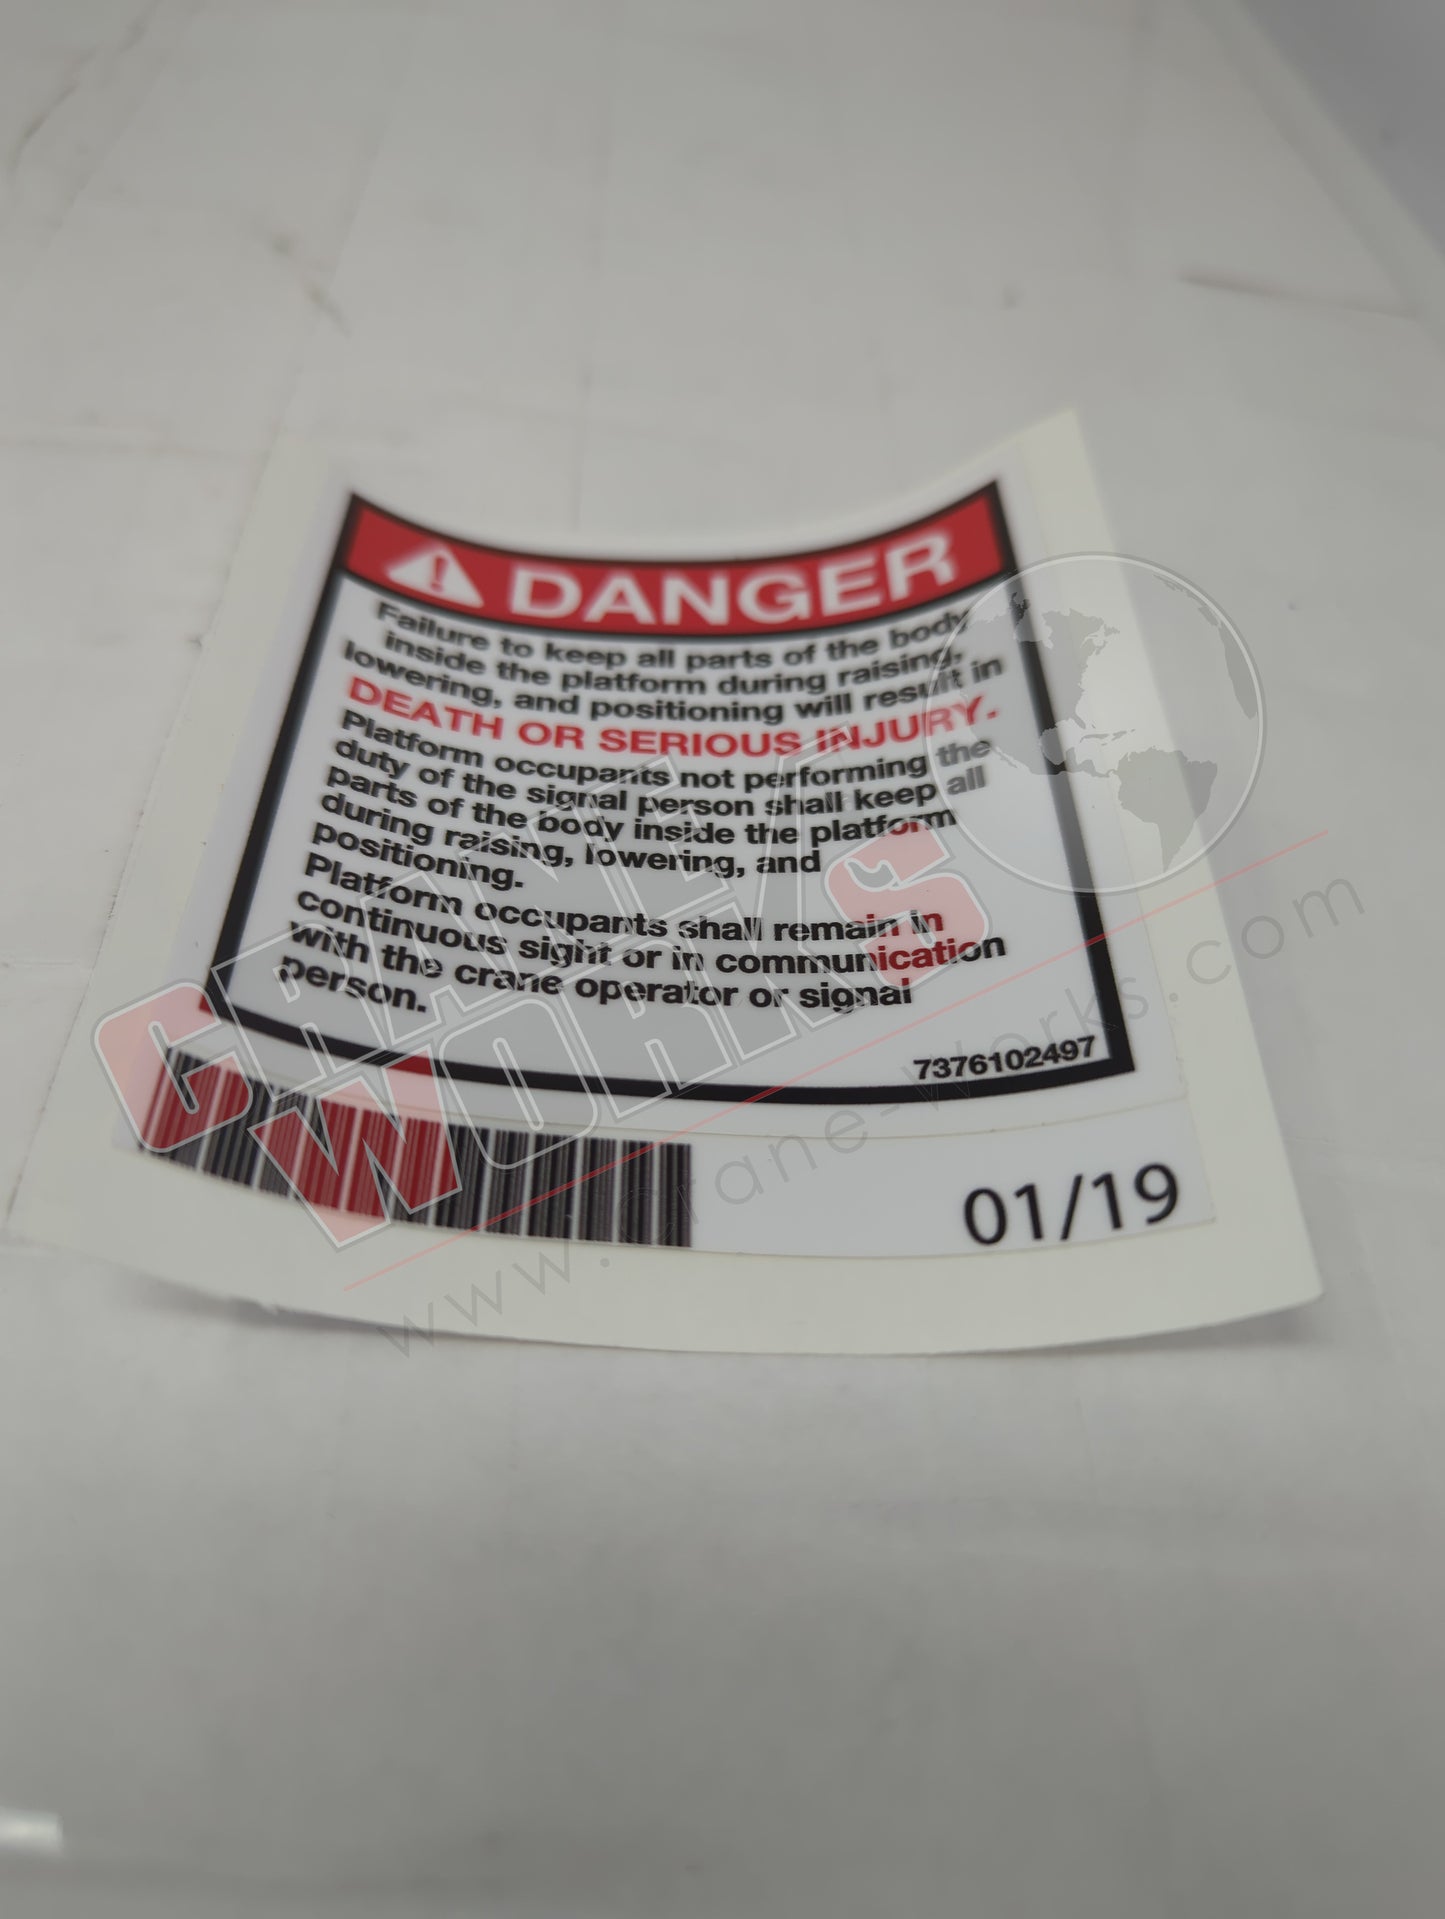 DANGER
Failure to keep all parts of the body
inside the platform during raising,
lowering, and positioning will result in
DEATH OR SERIOUS INJURY.
Platform occupants not performing the
duty of the signal person shall keep all
parts of the body inside the platform
during raising, lowering, and
positioning.
Platform occupants shall remain in
continuous sight or in communication
with the crane operator or signal
person.
7376102497
01/19
CRANE
WORKS
www.crane-works.com